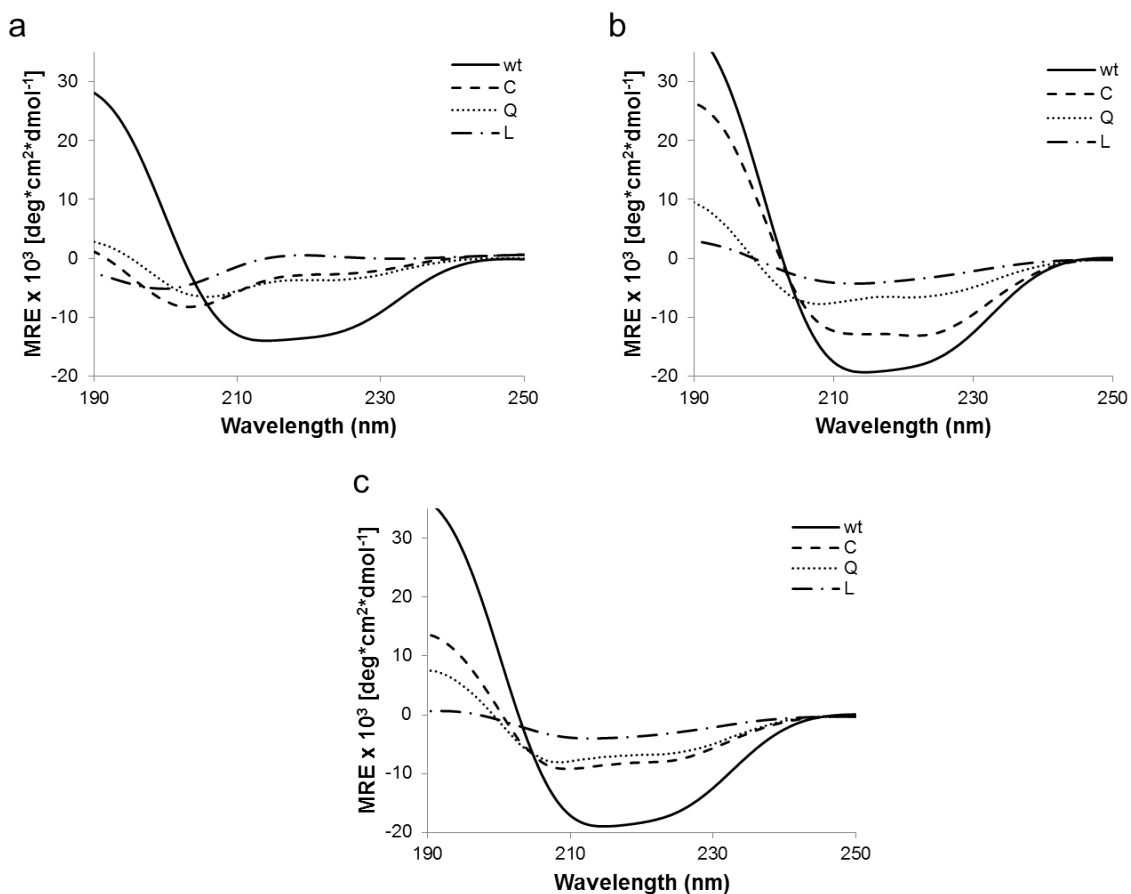 a
wt
C
Q
L
30
20
10
0
-10
-20
190
210
230
250
MRE x 10³ [deg*cm²*dmol⁻¹]
Wavelength (nm)
b
wt
C
Q
L
30
20
10
0
-10
-20
190
210
230
250
MRE x 10³ [deg*cm²*dmol⁻¹]
Wavelength (nm)
c
wt
C
Q
L
30
20
10
0
-10
-20
190
210
230
250
MRE x 10³ [deg*cm²*dmol⁻¹]
Wavelength (nm)